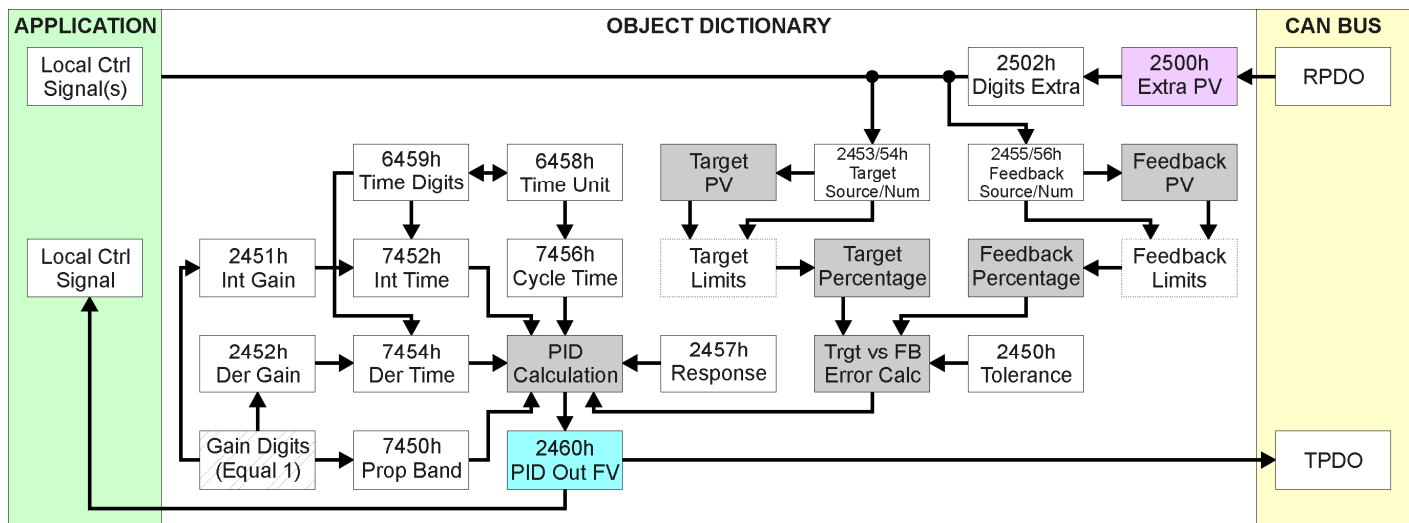 APPLICATION
OBJECT DICTIONARY
CAN BUS
Local Ctrl
Signal(s)
2502h
Digits Extra
2500h
Extra PV
RPDO
6459h
Time Digits
6458h
Time Unit
Target
PV
2453/54h
Target
Source/Num
2455/56h
Feedback
Source/Num
Feedback
PV
Local Ctrl
Signal
2451h
Int Gain
7452h
Int Time
7456h
Cycle Time
Target
Limits
Target
Percentage
Feedback
Percentage
Feedback
Limits
2452h
Der Gain
7454h
Der Time
PID
Calculation
2457h
Response
Trgt vs FB
Error Calc
2450h
Tolerance
Gain Digits
(Equal 1)
7450h
Prop Band
2460h
PID Out FV
TPDO